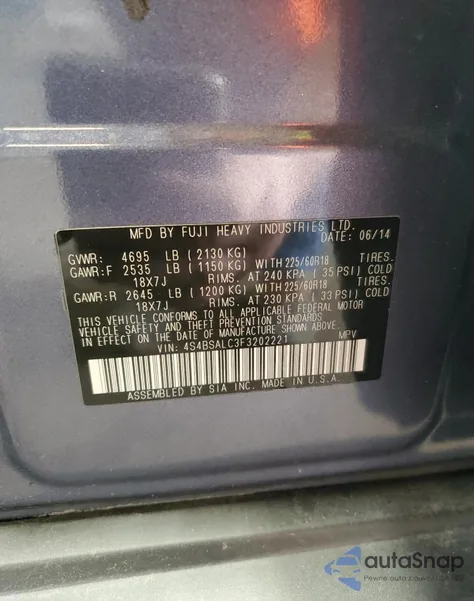 MFD BY FUJI HEAVY INDUSTRIES LTD.
DATE: 06/14
GVWR: 4695 LB ( 2130 KG)
GAWR:F 2535 LB ( 1150 KG) WITH 225/60R18 TIRES.
18X7J RIMS. AT 240 KPA ( 35 PSI) COLD
GAWR:R 2645 LB ( 1200 KG) WITH 225/60R18 TIRES.
18X7J RIMS. AT 230 KPA ( 33 PSI) COLD
THIS VEHICLE CONFORMS TO ALL APPLICABLE FEDERAL MOTOR
VEHICLE SAFETY AND THEFT PREVENTION STANDARDS
IN EFFECT ON THE DATE OF MANUFACTURE SHOWN ABOVE.
VIN: 4S4BSALC3F3202221 MPV
ASSEMBLED BY SIA INC. MADE IN U.S.A.
autoSnap